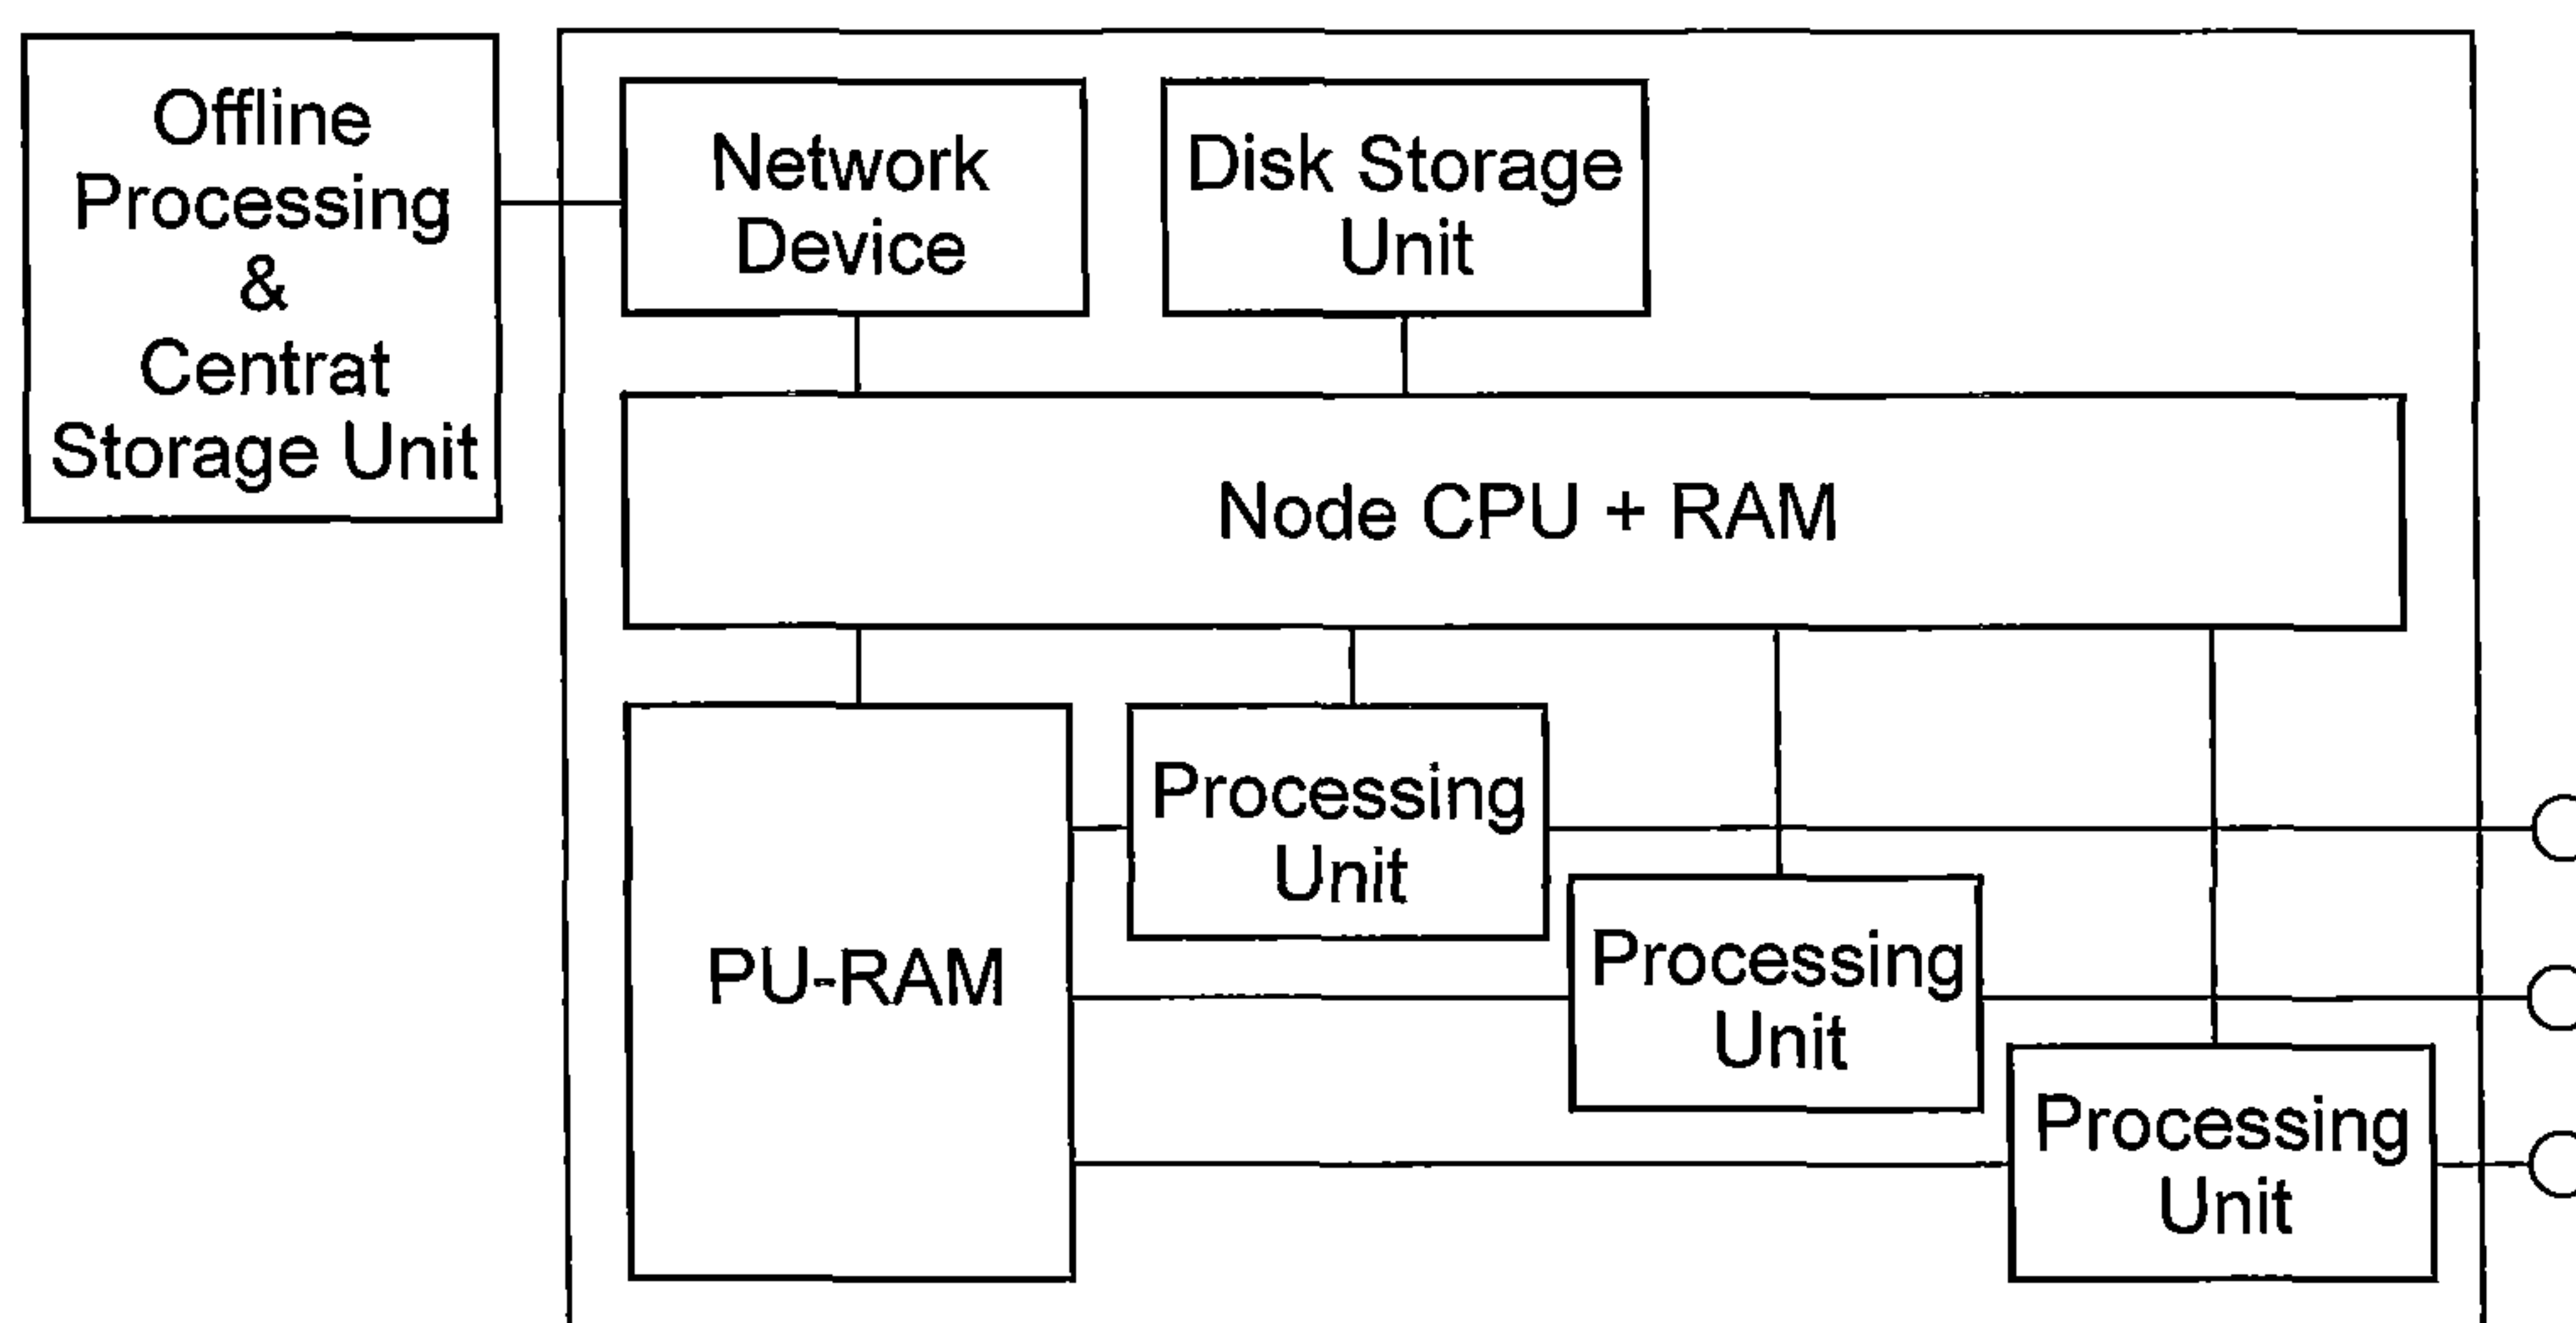 Offline
Processing
&
Centrat
Storage Unit
Network
Device
Disk Storage
Unit
Node CPU + RAM
PU-RAM
Processing
Unit
Processing
Unit
Processing
Unit